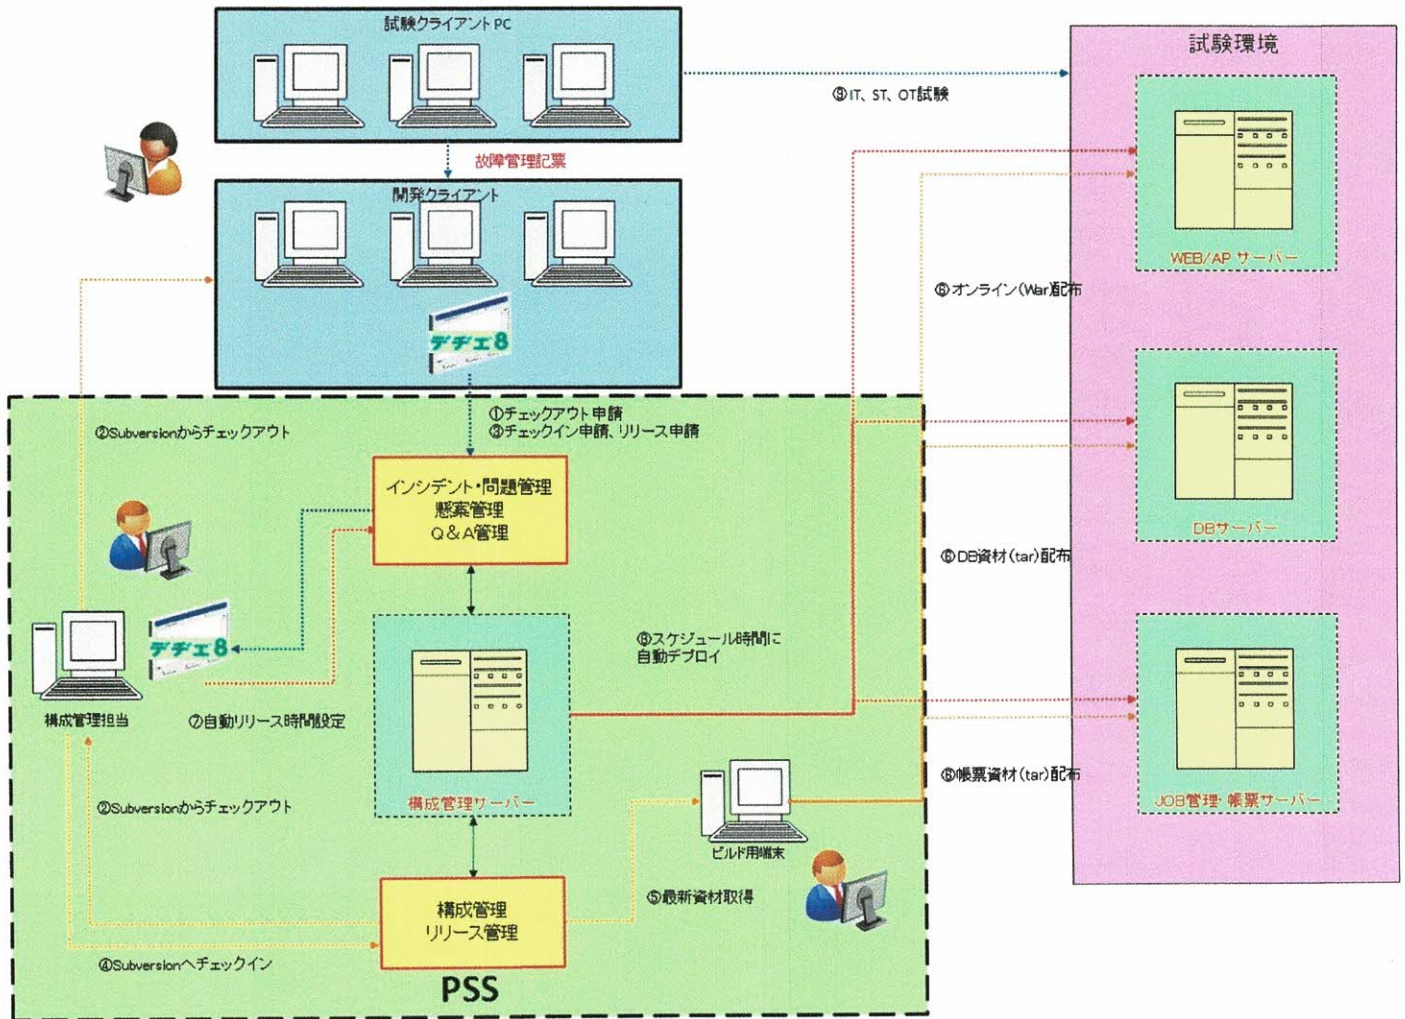 試験クライアントPC
試験環境
⑨IT、ST、OT試験
故障管理記票
開発クライアント
WEB/AP サーバー
⑥オンライン(War)配布
デヂエ8
①チェックアウト申請
③チェックイン申請、リリース申請
②Subversionからチェックアウト
インシデント・問題管理
懸案管理
Q&A管理
DBサーバー
⑥DB資材(tar)配布
デヂエ8
⑧スケジュール時間に
自動デプロイ
構成管理担当
⑦自動リリース時間設定
⑥帳票資材(tar)配布
JOB管理・帳票サーバー
②Subversionからチェックアウト
構成管理サーバー
ビルド用端末
⑤最新資材取得
構成管理
リリース管理
④Subversionへチェックイン
PSS